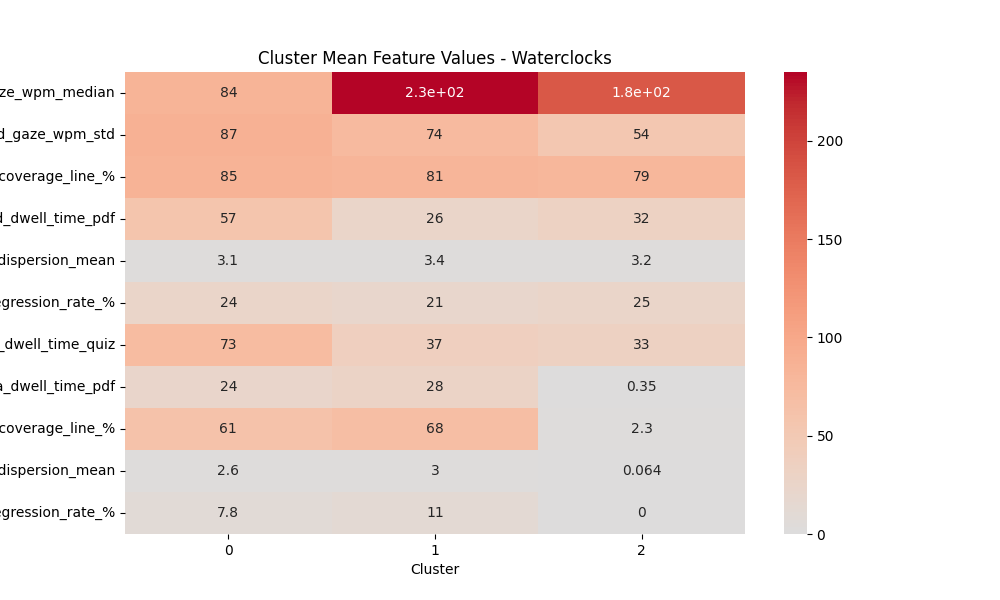 Cluster Mean Feature Values - Waterclocks
ze_wpm_median 84 2.3e+02 1.8e+02
d_gaze_wpm_std 87 74 54
coverage_line_% 85 81 79
d_dwell_time_pdf 57 26 32
dispersion_mean 3.1 3.4 3.2
egression_rate_% 24 21 25
_dwell_time_quiz 73 37 33
a_dwell_time_pdf 24 28 0.35
coverage_line_% 61 68 2.3
dispersion_mean 2.6 3 0.064
egression_rate_% 7.8 11 0
0 1 2
Cluster
200
150
100
50
0